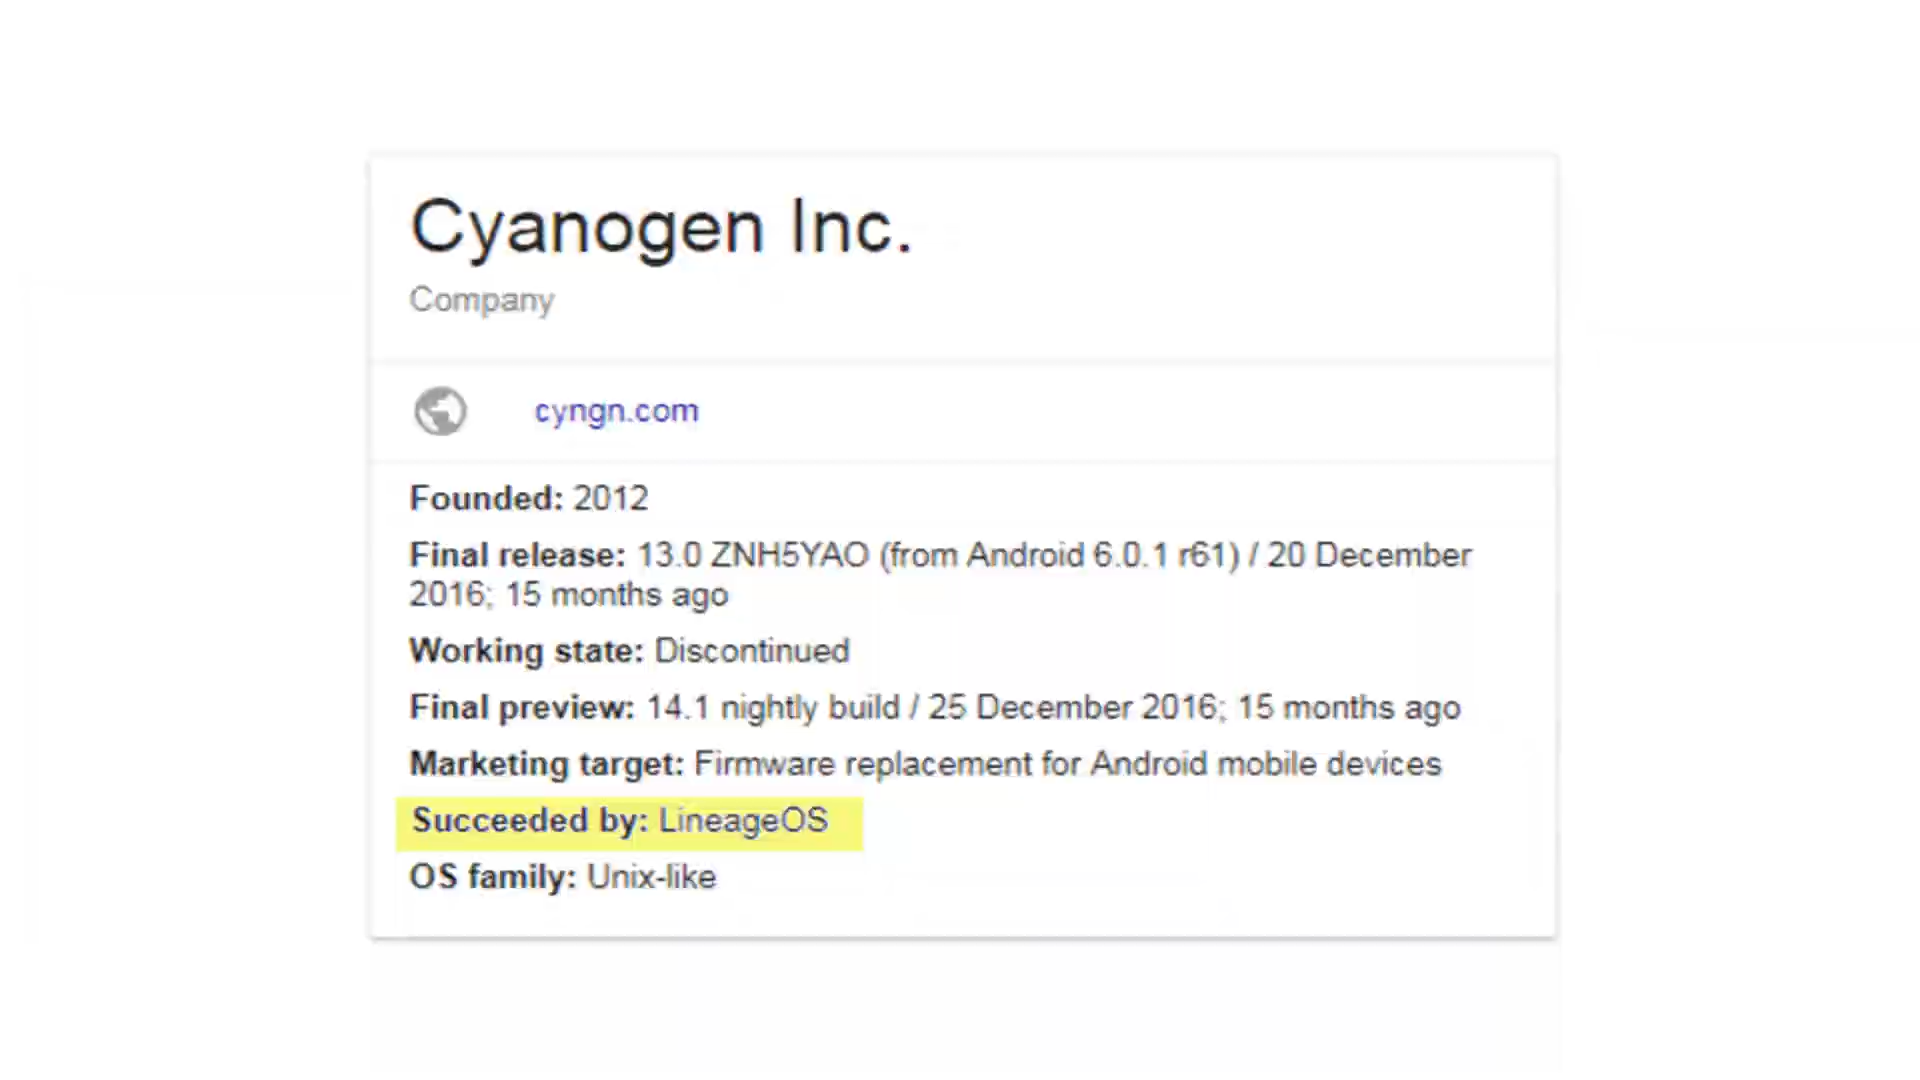 Cyanogen Inc.
Company
cyngn.com
Founded: 2012
Final release: 13.0 ZNH5YAO (from Android 6.0.1 r61) / 20 December
2016; 15 months ago
Working state: Discontinued
Final preview: 14.1 nightly build / 25 December 2016; 15 months ago
Marketing target: Firmware replacement for Android mobile devices
Succeeded by: LineageOS
OS family: Unix-like